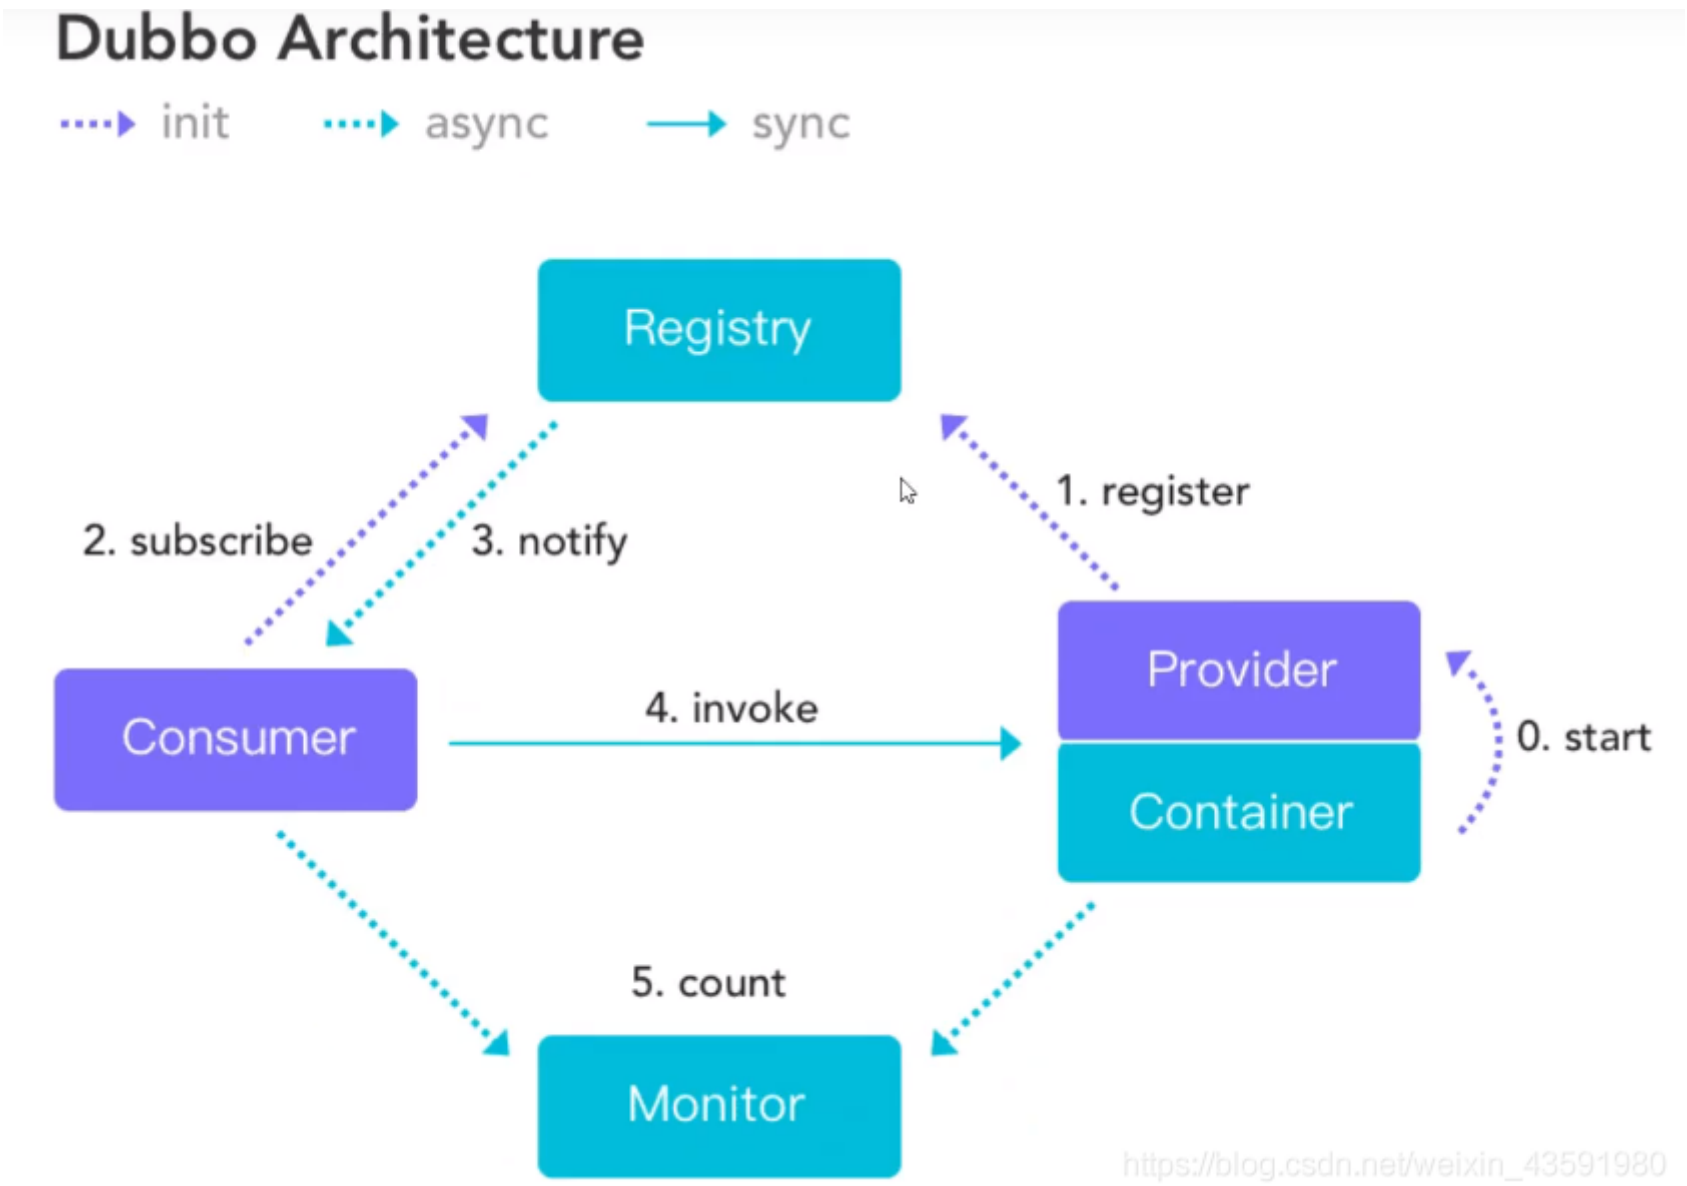 Dubbo Architecture
init async sync
Registry
1. register
2. subscribe
3. notify
Provider
4. invoke
Consumer
0. start
Container
5. count
Monitor
https://blog.csdn.net/weixin_43591980